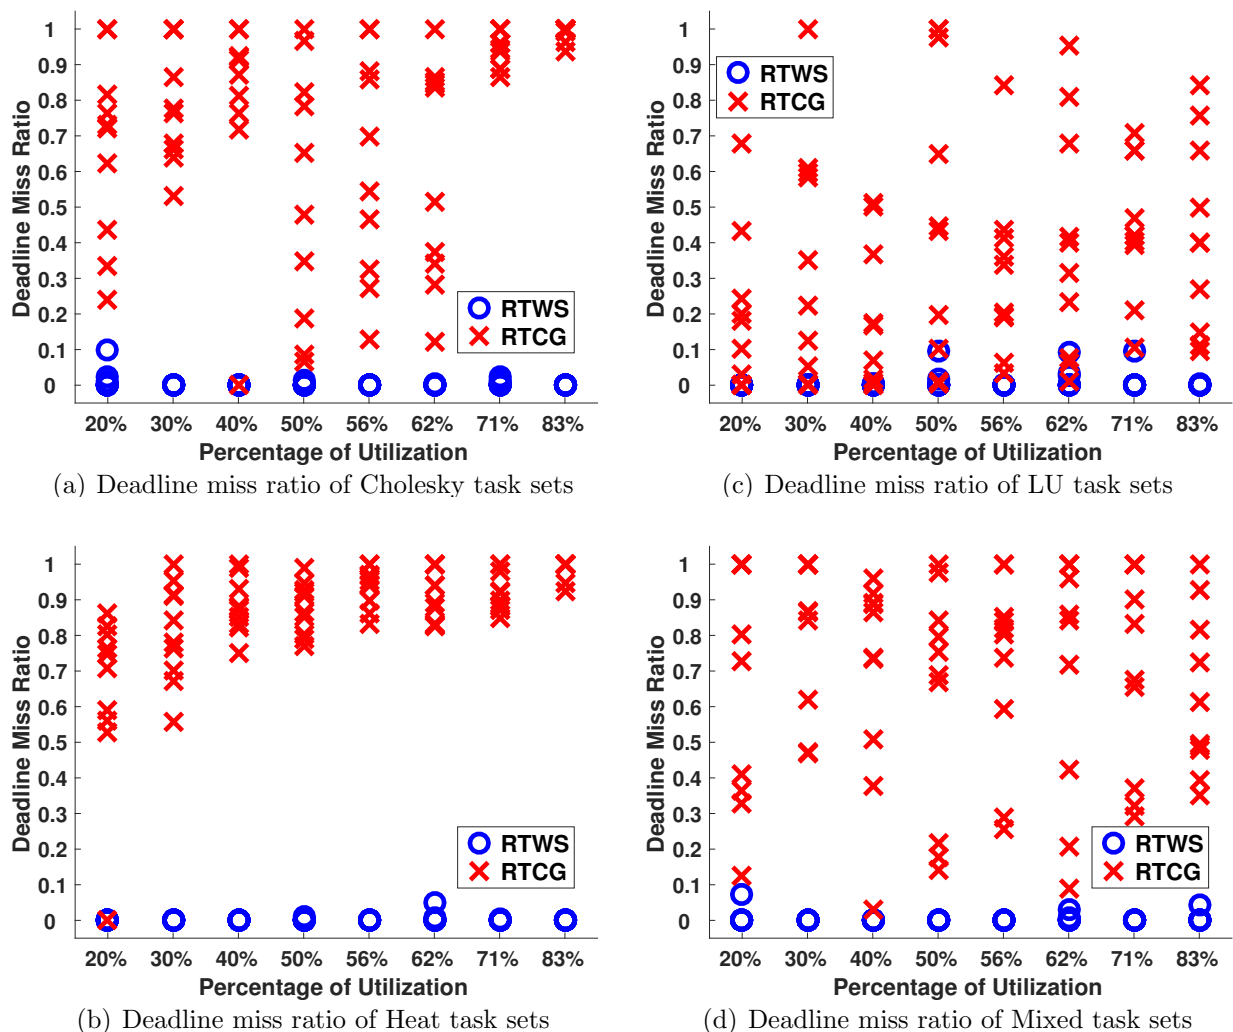 1
0.9
0.8
0.7
0.6
0.5
0.4
0.3
0.2
0.1
0
Deadline Miss Ratio
RTWS
RTCG
20% 30% 40% 50% 56% 62% 71% 83%
Percentage of Utilization
(a) Deadline miss ratio of Cholesky task sets
1
0.9
0.8
0.7
0.6
0.5
0.4
0.3
0.2
0.1
0
Deadline Miss Ratio
RTWS
RTCG
20% 30% 40% 50% 56% 62% 71% 83%
Percentage of Utilization
(c) Deadline miss ratio of LU task sets
1
0.9
0.8
0.7
0.6
0.5
0.4
0.3
0.2
0.1
0
Deadline Miss Ratio
RTWS
RTCG
20% 30% 40% 50% 56% 62% 71% 83%
Percentage of Utilization
(b) Deadline miss ratio of Heat task sets
1
0.9
0.8
0.7
0.6
0.5
0.4
0.3
0.2
0.1
0
Deadline Miss Ratio
RTWS
RTCG
20% 30% 40% 50% 56% 62% 71% 83%
Percentage of Utilization
(d) Deadline miss ratio of Mixed task sets